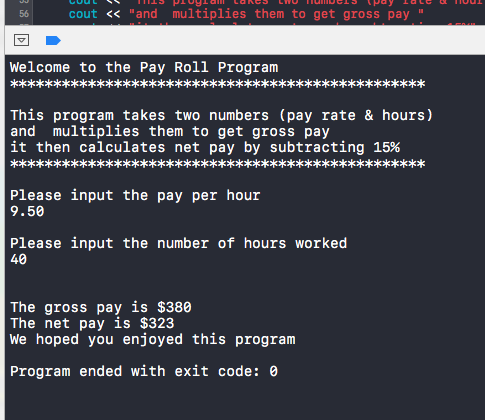 cout << "This program takes two numbers (pay rate & hour
56 cout << "and  multiplies them to get gross pay "
Welcome to the Pay Roll Program
************************************************
This program takes two numbers (pay rate & hours)
and  multiplies them to get gross pay
it then calculates net pay by subtracting 15%
************************************************
Please input the pay per hour
9.50
Please input the number of hours worked
40
The gross pay is $380
The net pay is $323
We hoped you enjoyed this program
Program ended with exit code: 0